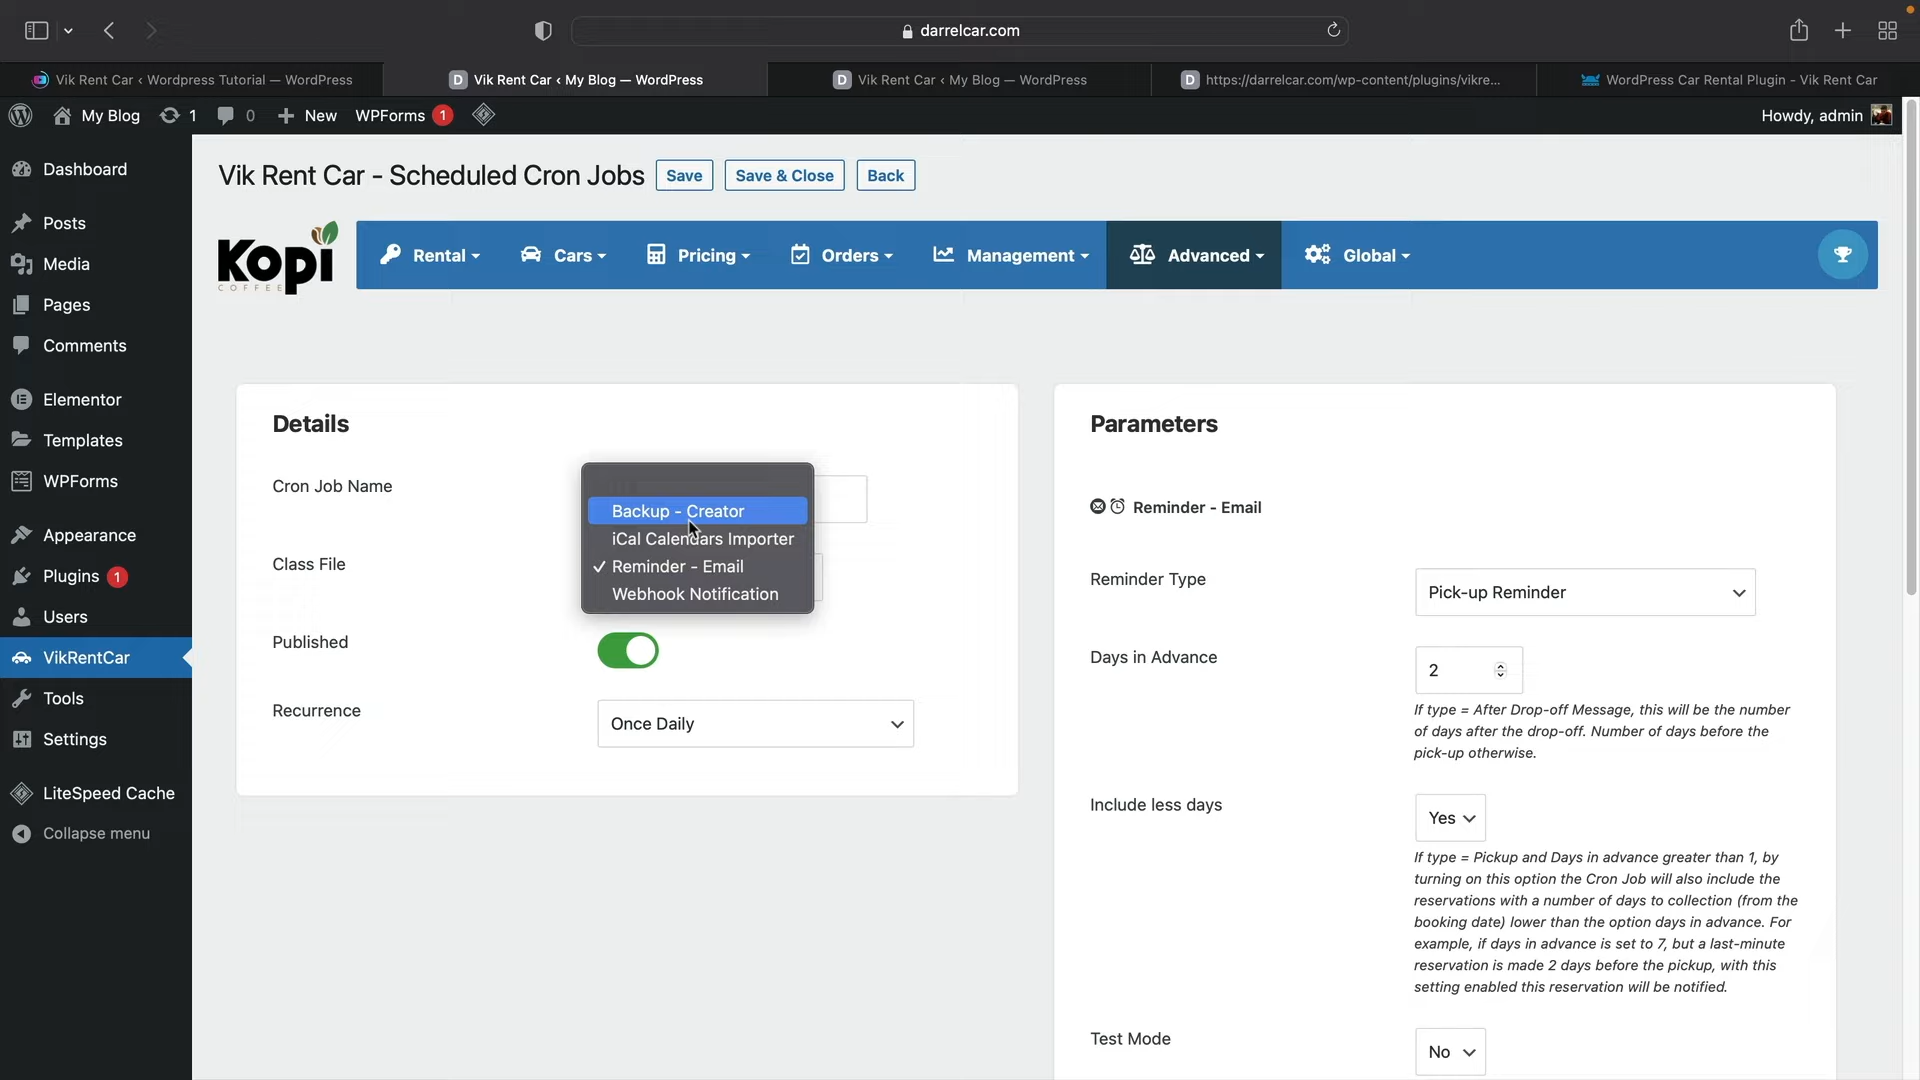 darrelcar.com
Vik Rent Car ‹ Wordpress Tutorial — WordPress
Vik Rent Car ‹ My Blog — WordPress
Vik Rent Car ‹ My Blog — WordPress
https://darrelcar.com/wp-content/plugins/vikre...
WordPress Car Rental Plugin - Vik Rent Car
My Blog
1
0
New
WPForms 1
Howdy, admin
Dashboard
Posts
Media
Pages
Comments
Elementor
Templates
WPForms
Appearance
Plugins 1
Users
VikRentCar
Tools
Settings
LiteSpeed Cache
Collapse menu
Vik Rent Car - Scheduled Cron Jobs
Save
Save & Close
Back
Kopi
COFFEE
Rental
Cars
Pricing
Orders
Management
Advanced
Global
Details
Cron Job Name
Class File
Backup - Creator
iCal Calendars Importer
✓ Reminder - Email
Webhook Notification
Published
Recurrence
Once Daily
Parameters
Reminder - Email
Reminder Type
Pick-up Reminder
Days in Advance
2
If type = After Drop-off Message, this will be the number
of days after the drop-off. Number of days before the
pick-up otherwise.
Include less days
Yes
If type = Pickup and Days in advance greater than 1, by
turning on this option the Cron Job will also include the
reservations with a number of days to collection (from the
booking date) lower than the option days in advance. For
example, if days in advance is set to 7, but a last-minute
reservation is made 2 days before the pickup, with this
setting enabled this reservation will be notified.
Test Mode
No